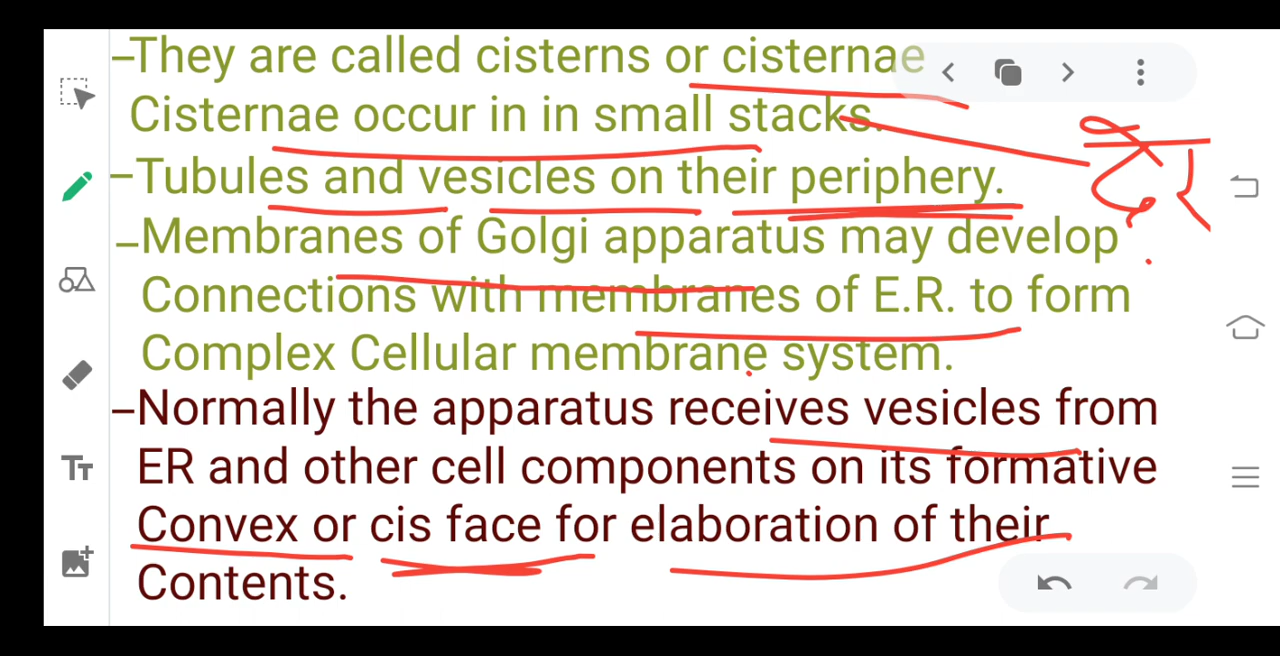 –They are called cisterns or cisternae
Cisternae occur in in small stacks.
–Tubules and vesicles on their periphery.
–Membranes of Golgi apparatus may develop
Connections with membranes of E.R. to form
Complex Cellular membrane system.
–Normally the apparatus receives vesicles from
ER and other cell components on its formative
Convex or cis face for elaboration of their
Contents.
TT